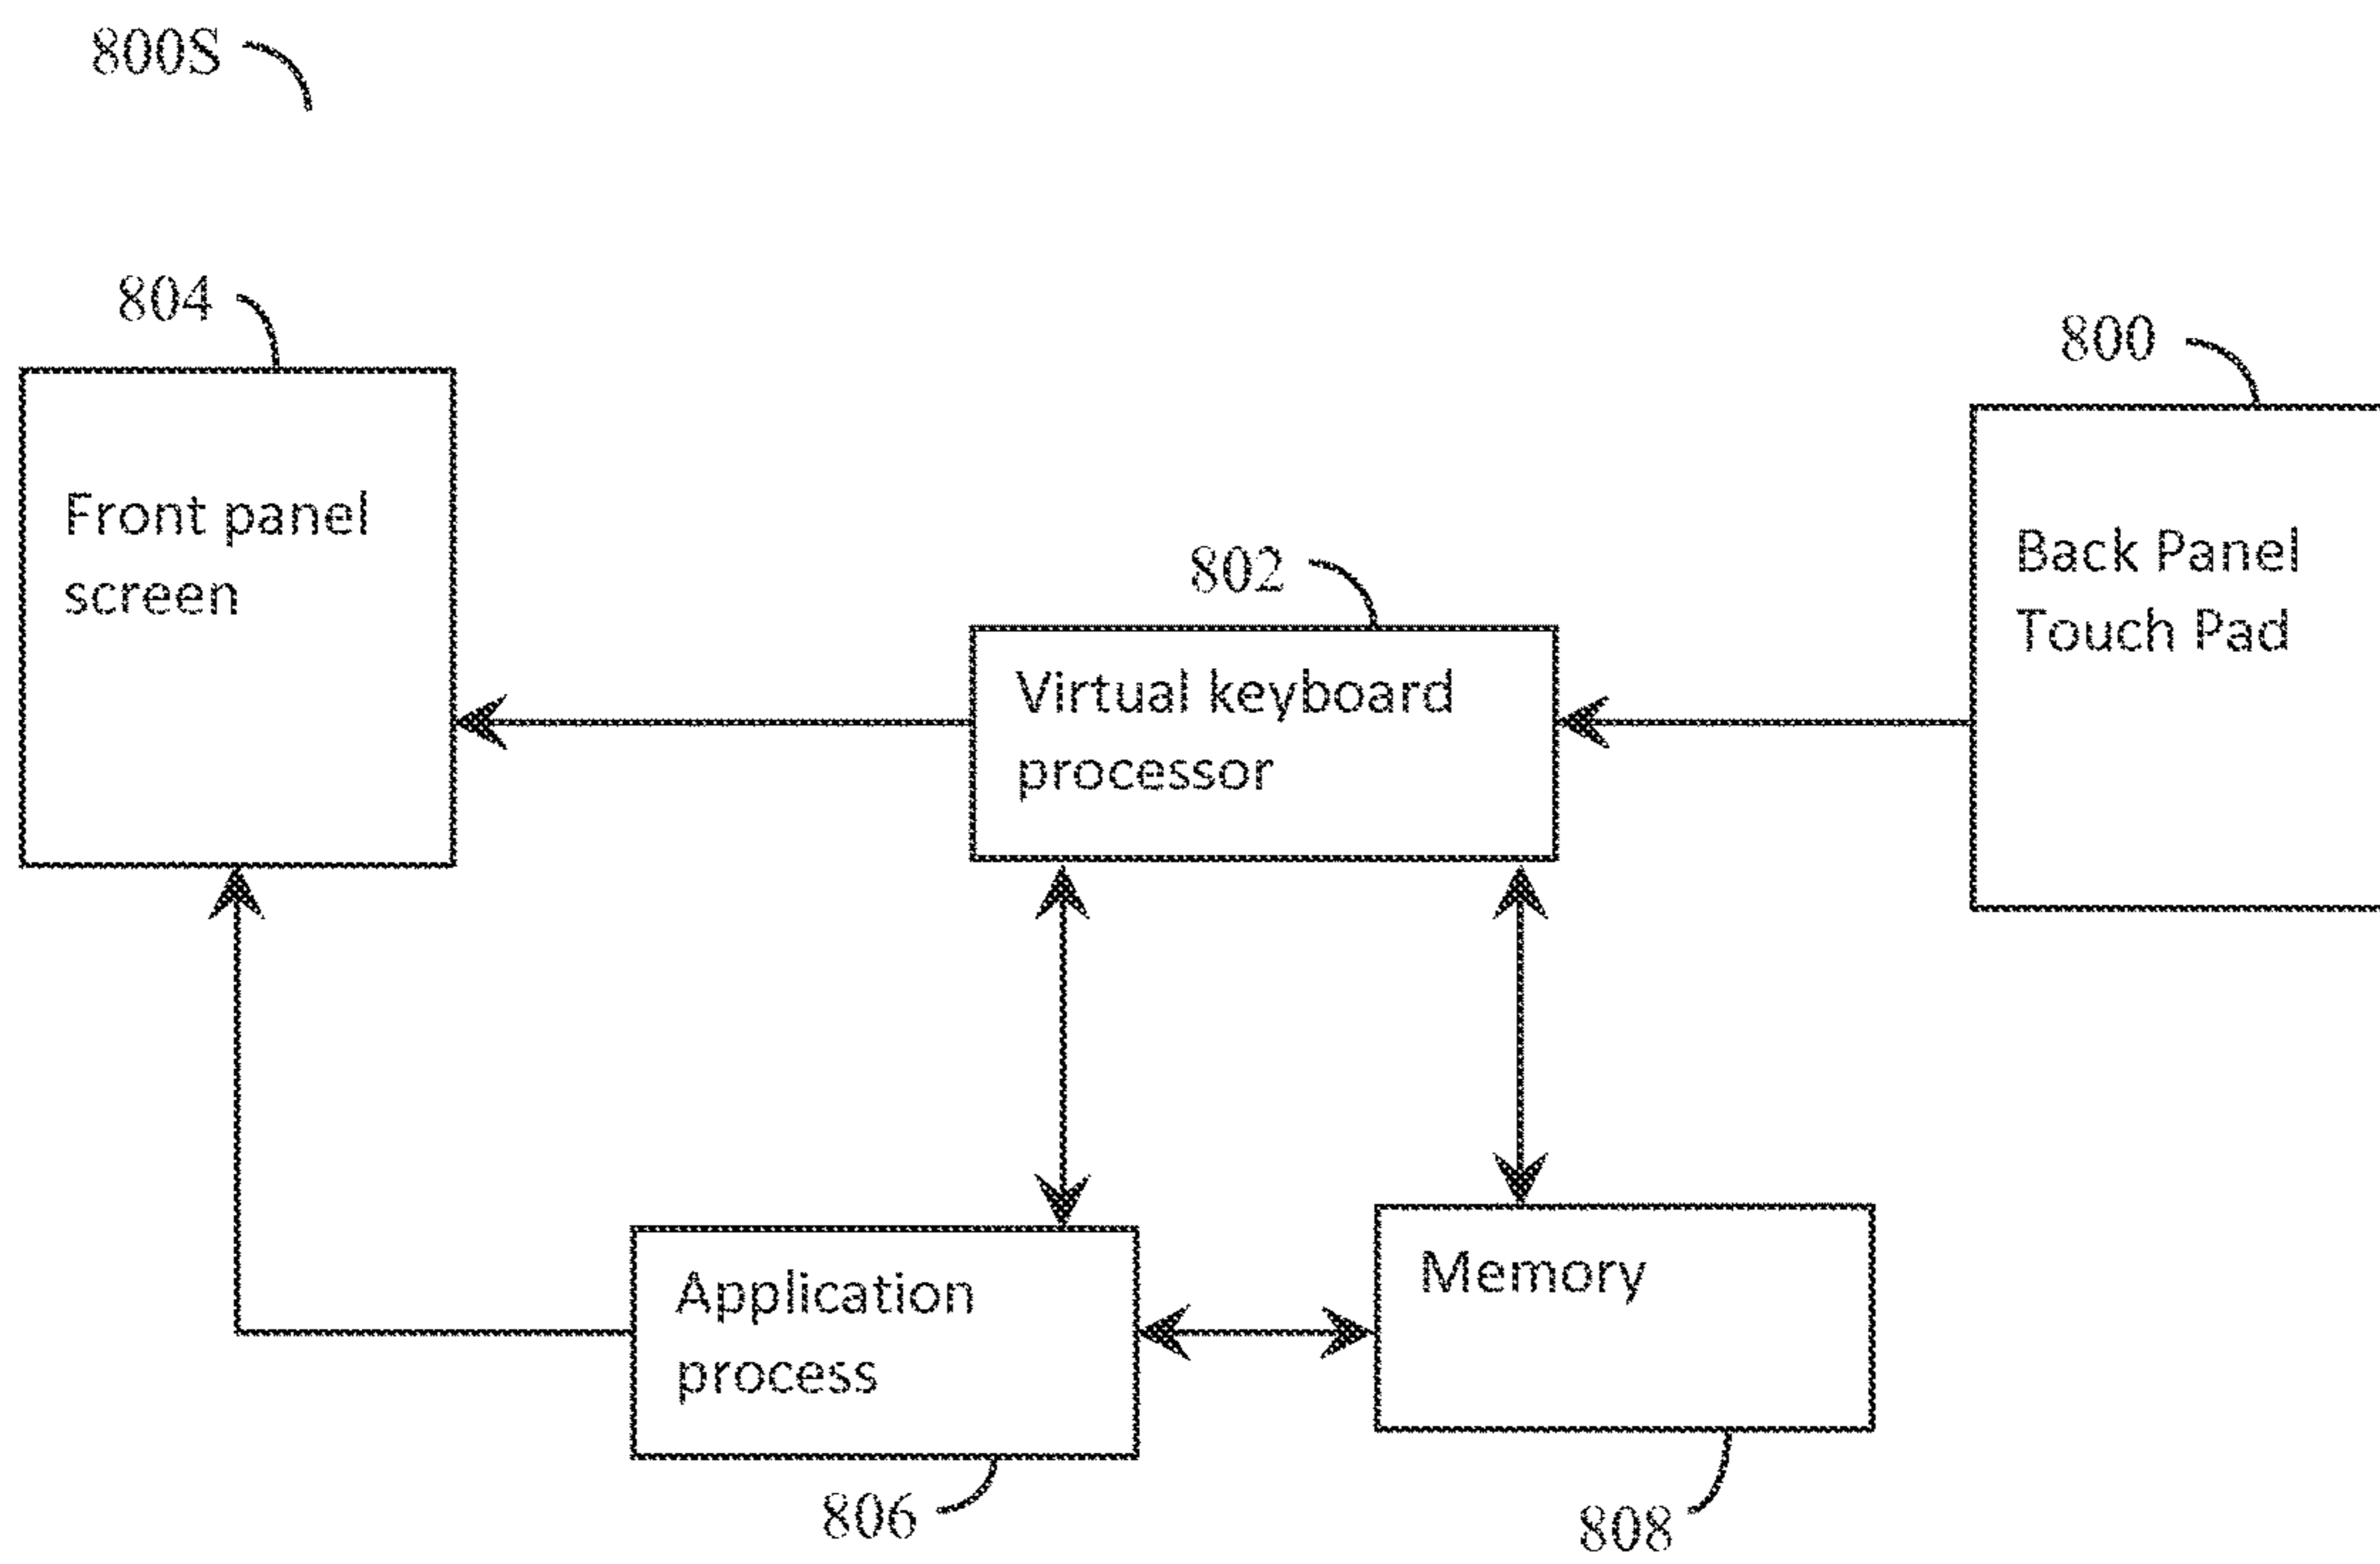 800S
804
800
Front panel
screen
802
Back Panel
Touch Pad
Virtual keyboard
processor
Application
process
Memory
806
808